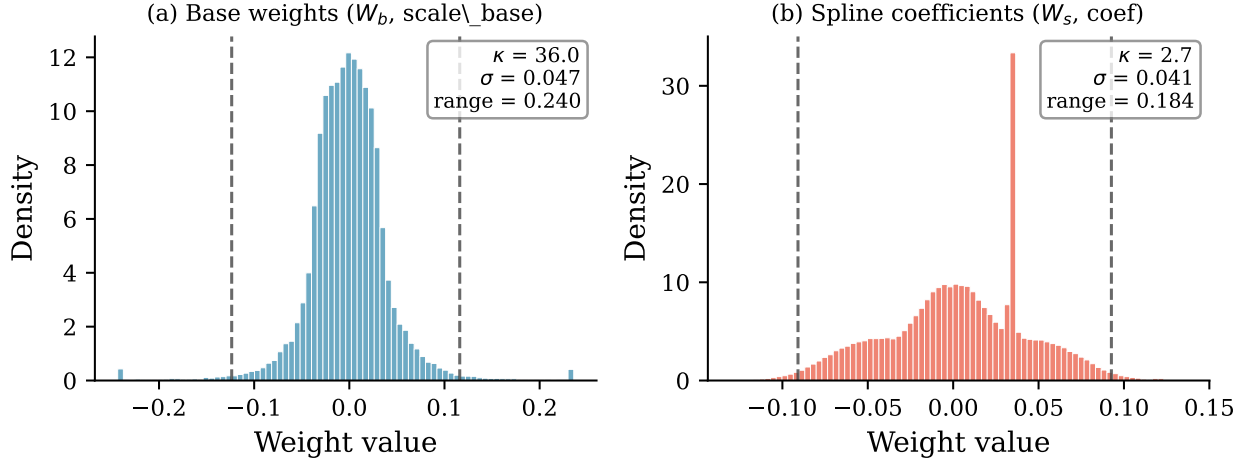 (a) Base weights (W_b, scale\_base)
κ = 36.0
σ = 0.047
range = 0.240
Density
0
2
4
6
8
10
12
−0.2
−0.1
0.0
0.1
0.2
Weight value
(b) Spline coefficients (W_s, coef)
κ = 2.7
σ = 0.041
range = 0.184
Density
0
10
20
30
−0.10
−0.05
0.00
0.05
0.10
0.15
Weight value